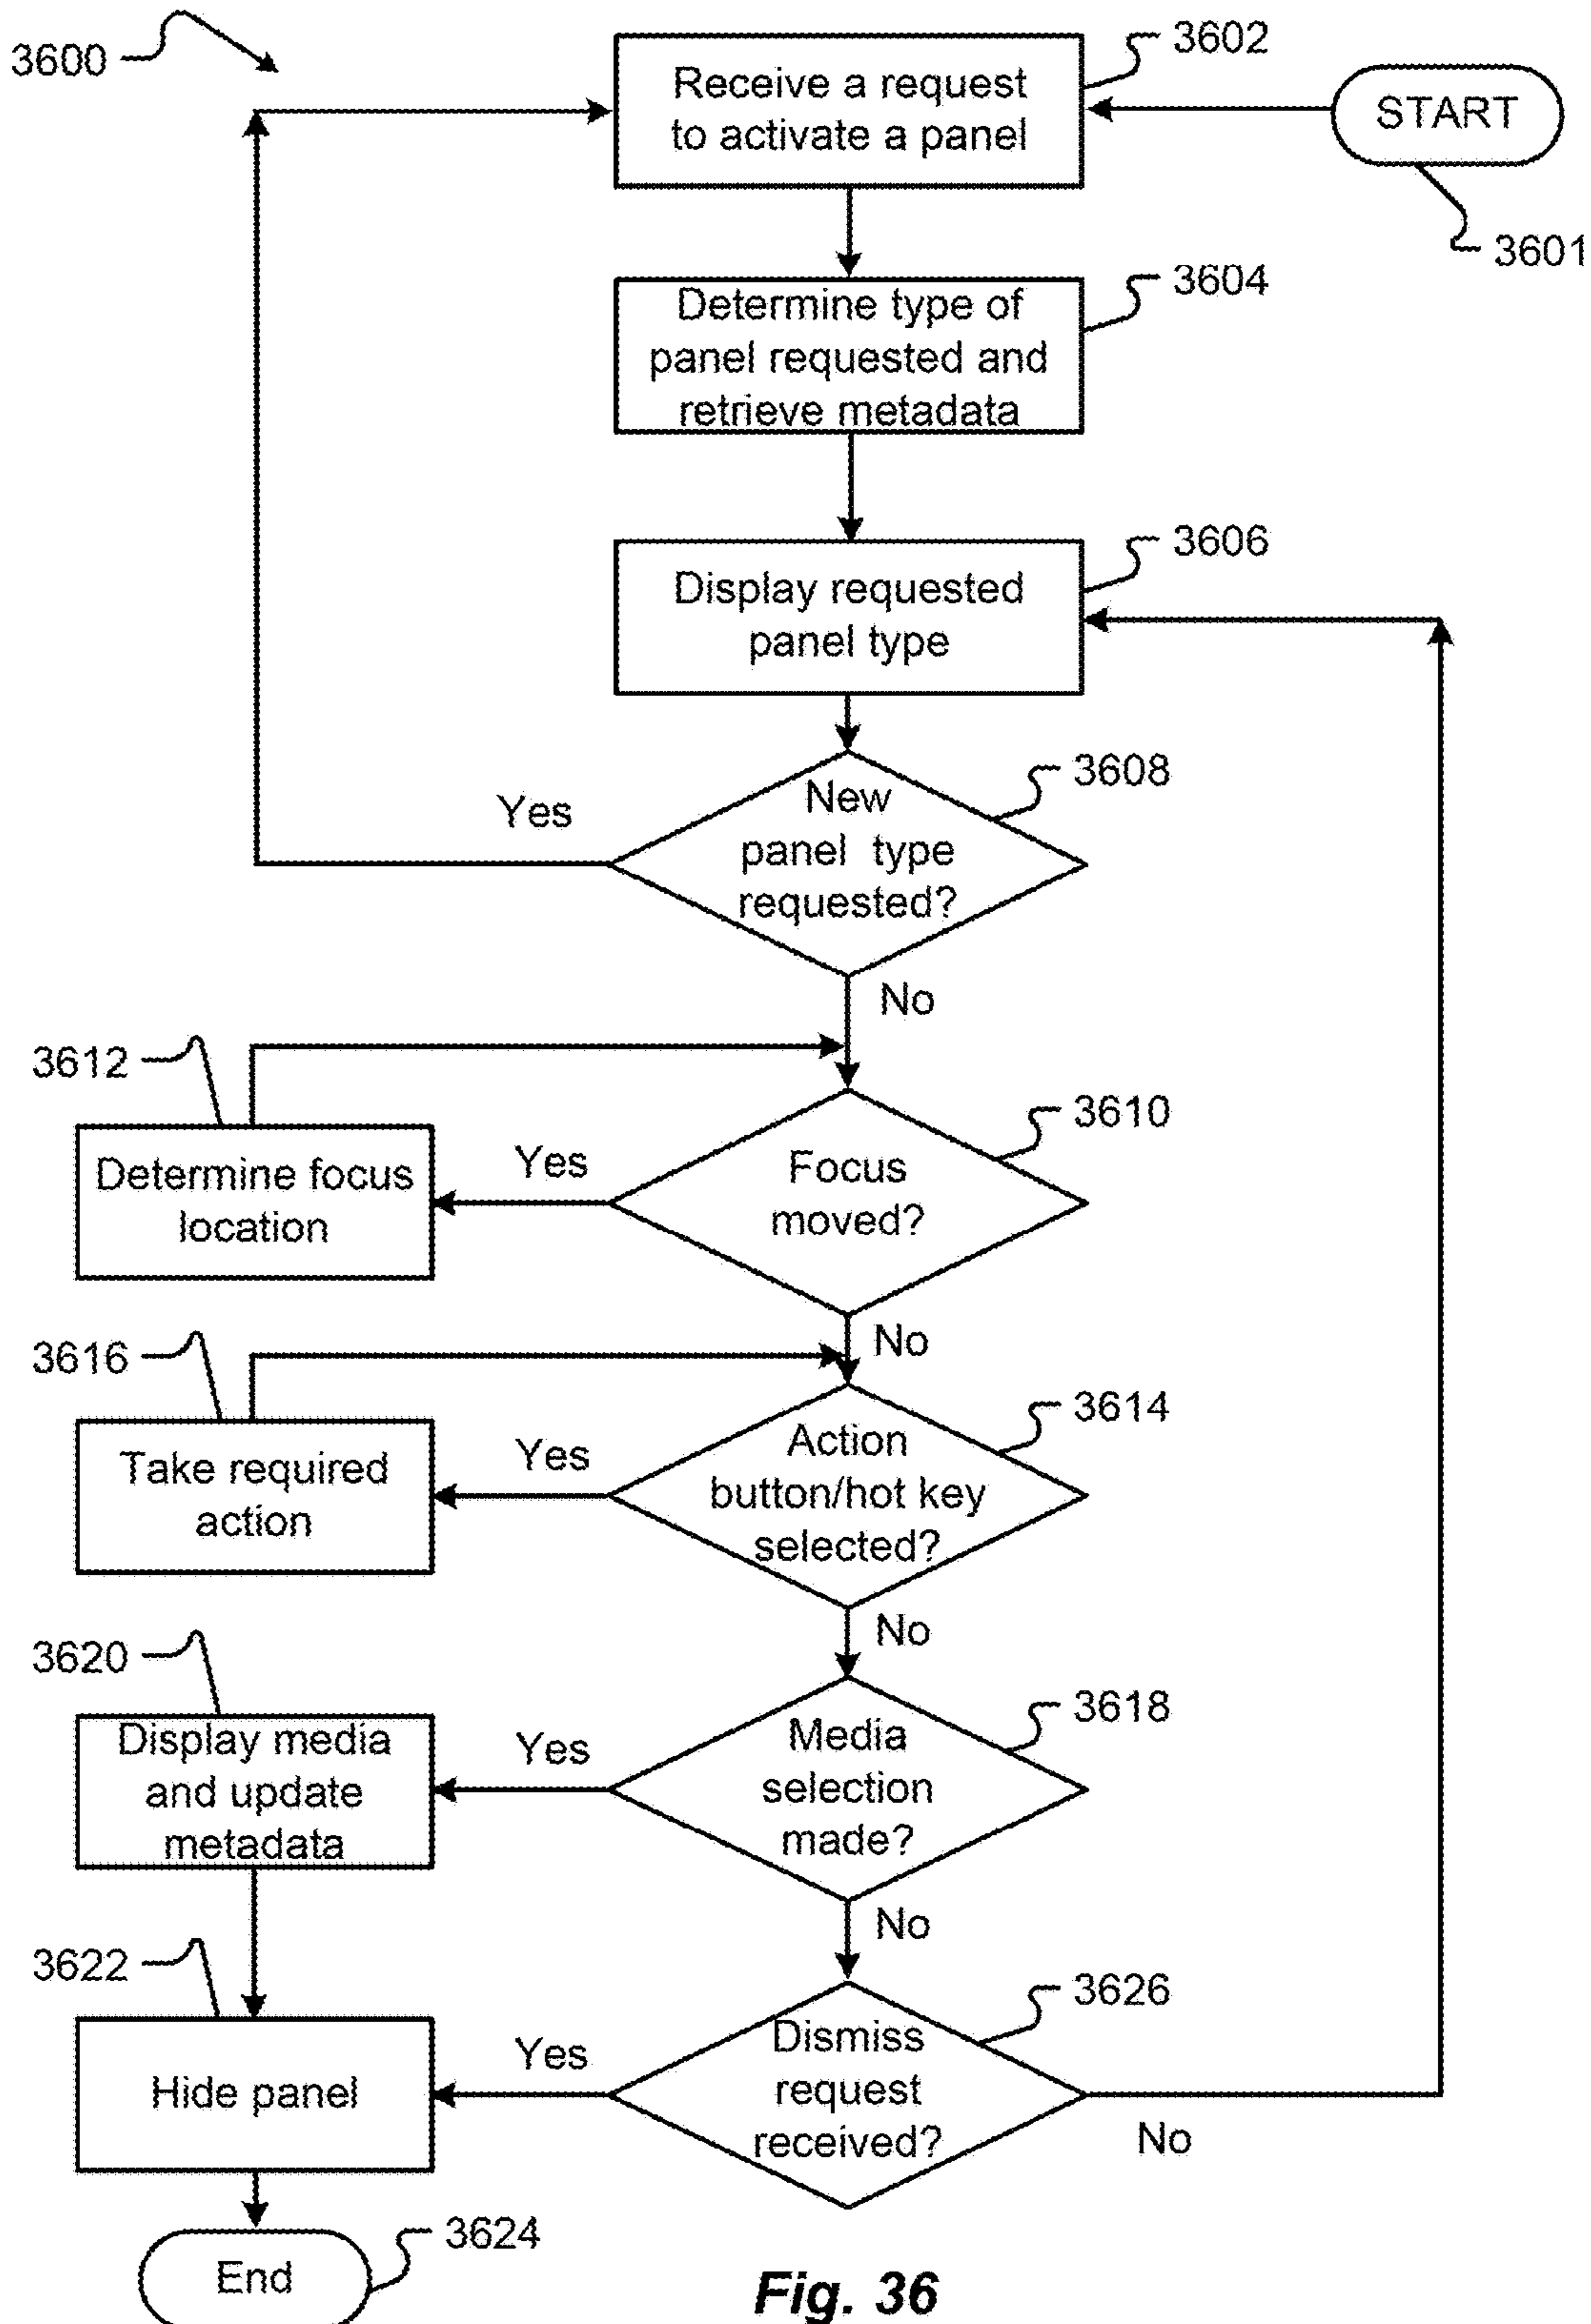 3600
3602
Receive a request
to activate a panel
START
3601
3604
Determine type of
panel requested and
retrieve metadata
3606
Display requested
panel type
3608
Yes
New
panel type
requested?
No
3612
3610
Determine focus
location
Yes
Focus
moved?
No
3616
3614
Take required
action
Yes
Action
button/hot key
selected?
No
3620
3618
Display media
and update
metadata
Yes
Media
selection
made?
No
3622
3626
Hide panel
Yes
Dismiss
request
received?
No
3624
End
Fig. 36